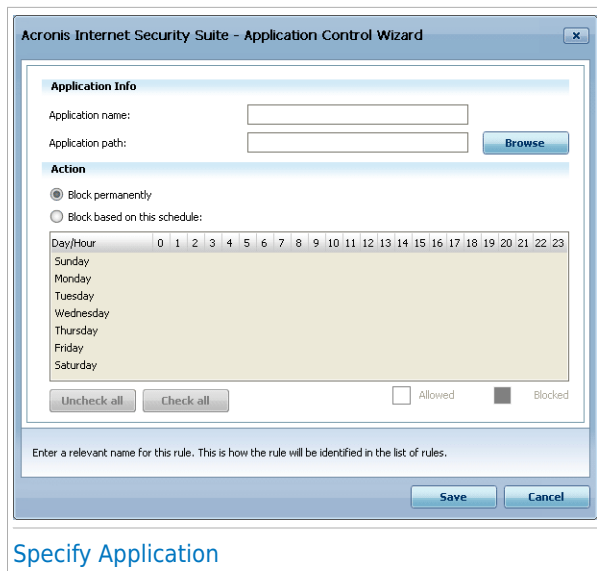 Acronis Internet Security Suite - Application Control Wizard
Application Info
Application name:
Application path:
Browse
Action
Block permanently
Block based on this schedule:
Day/Hour 0 1 2 3 4 5 6 7 8 9 10 11 12 13 14 15 16 17 18 19 20 21 22 23
Sunday
Monday
Tuesday
Wednesday
Thursday
Friday
Saturday
Uncheck all Check all Allowed Blocked
Enter a relevant name for this rule. This is how the rule will be identified in the list of rules.
Save Cancel
Specify Application